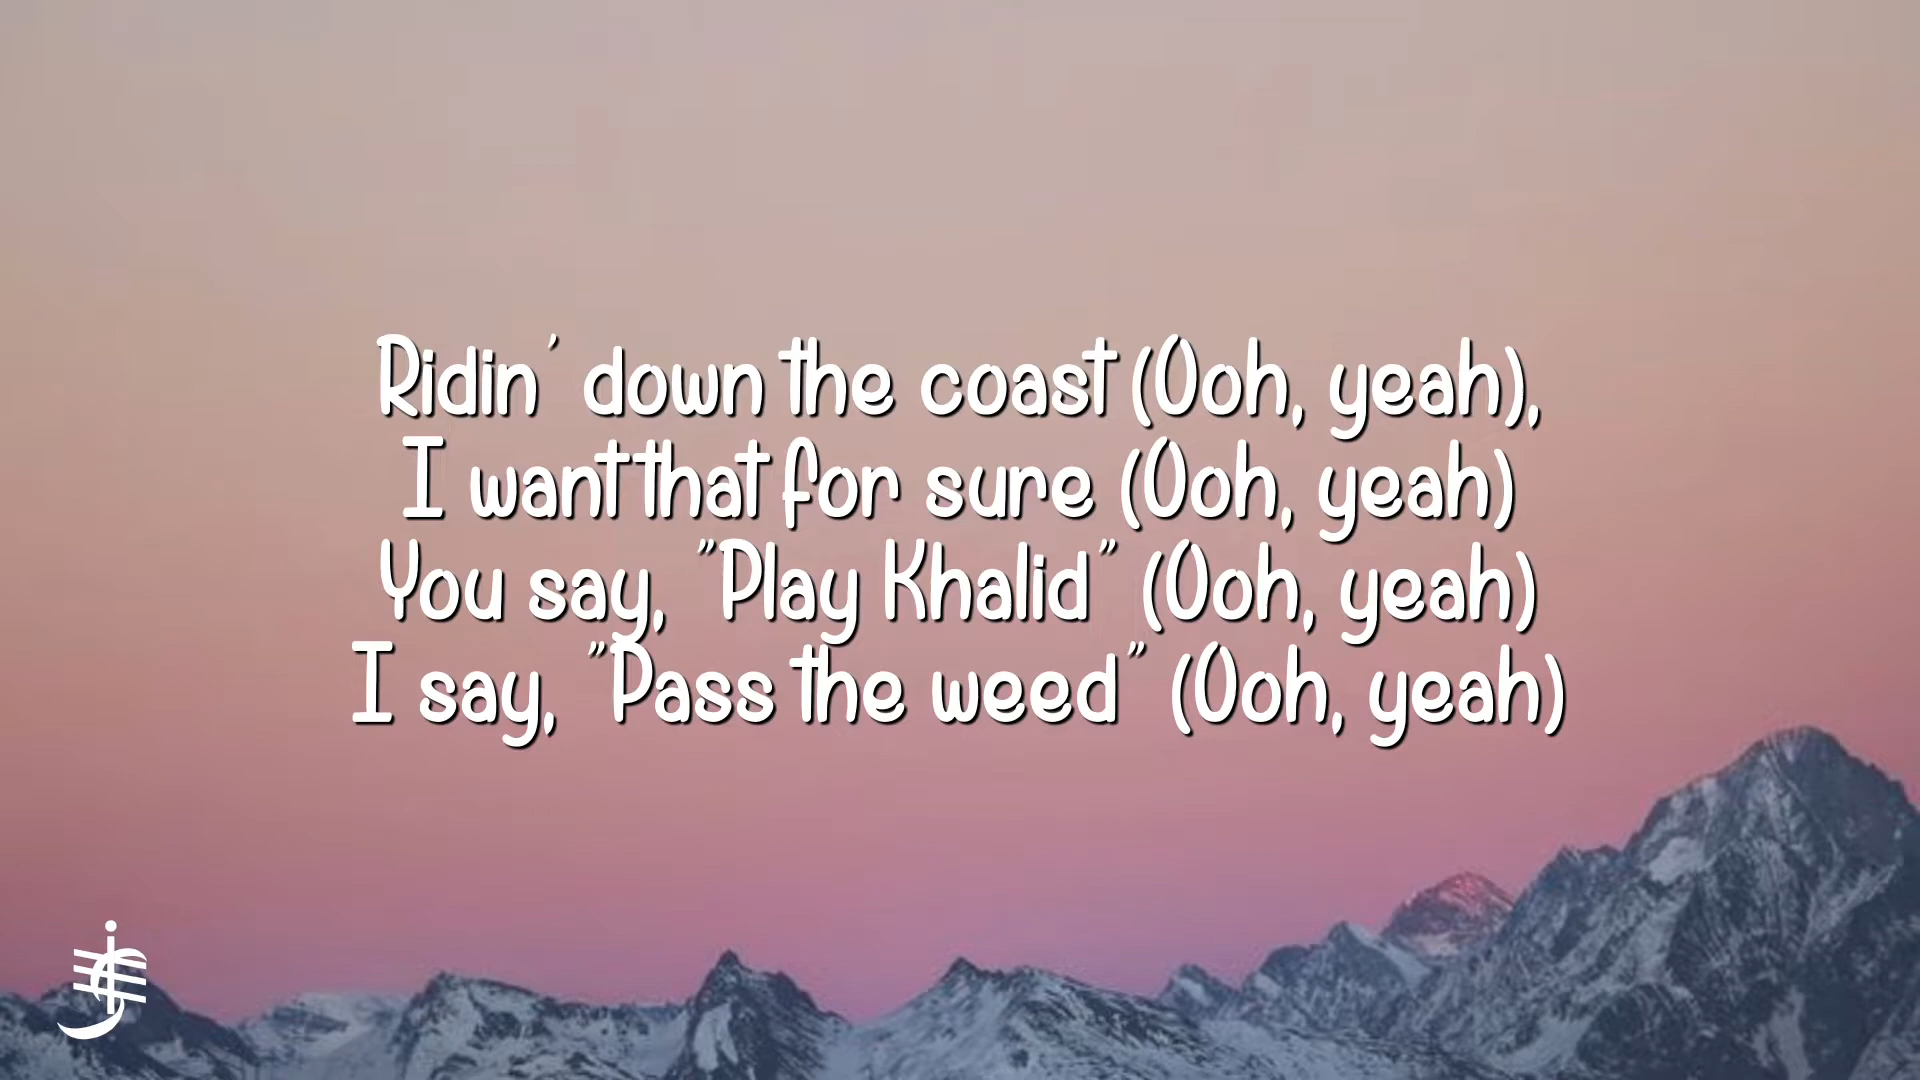 Ridin' down the coast (Ooh, yeah),
I want that for sure (Ooh, yeah)
You say, "Play Khalid" (Ooh, yeah)
I say, "Pass the weed" (Ooh, yeah)